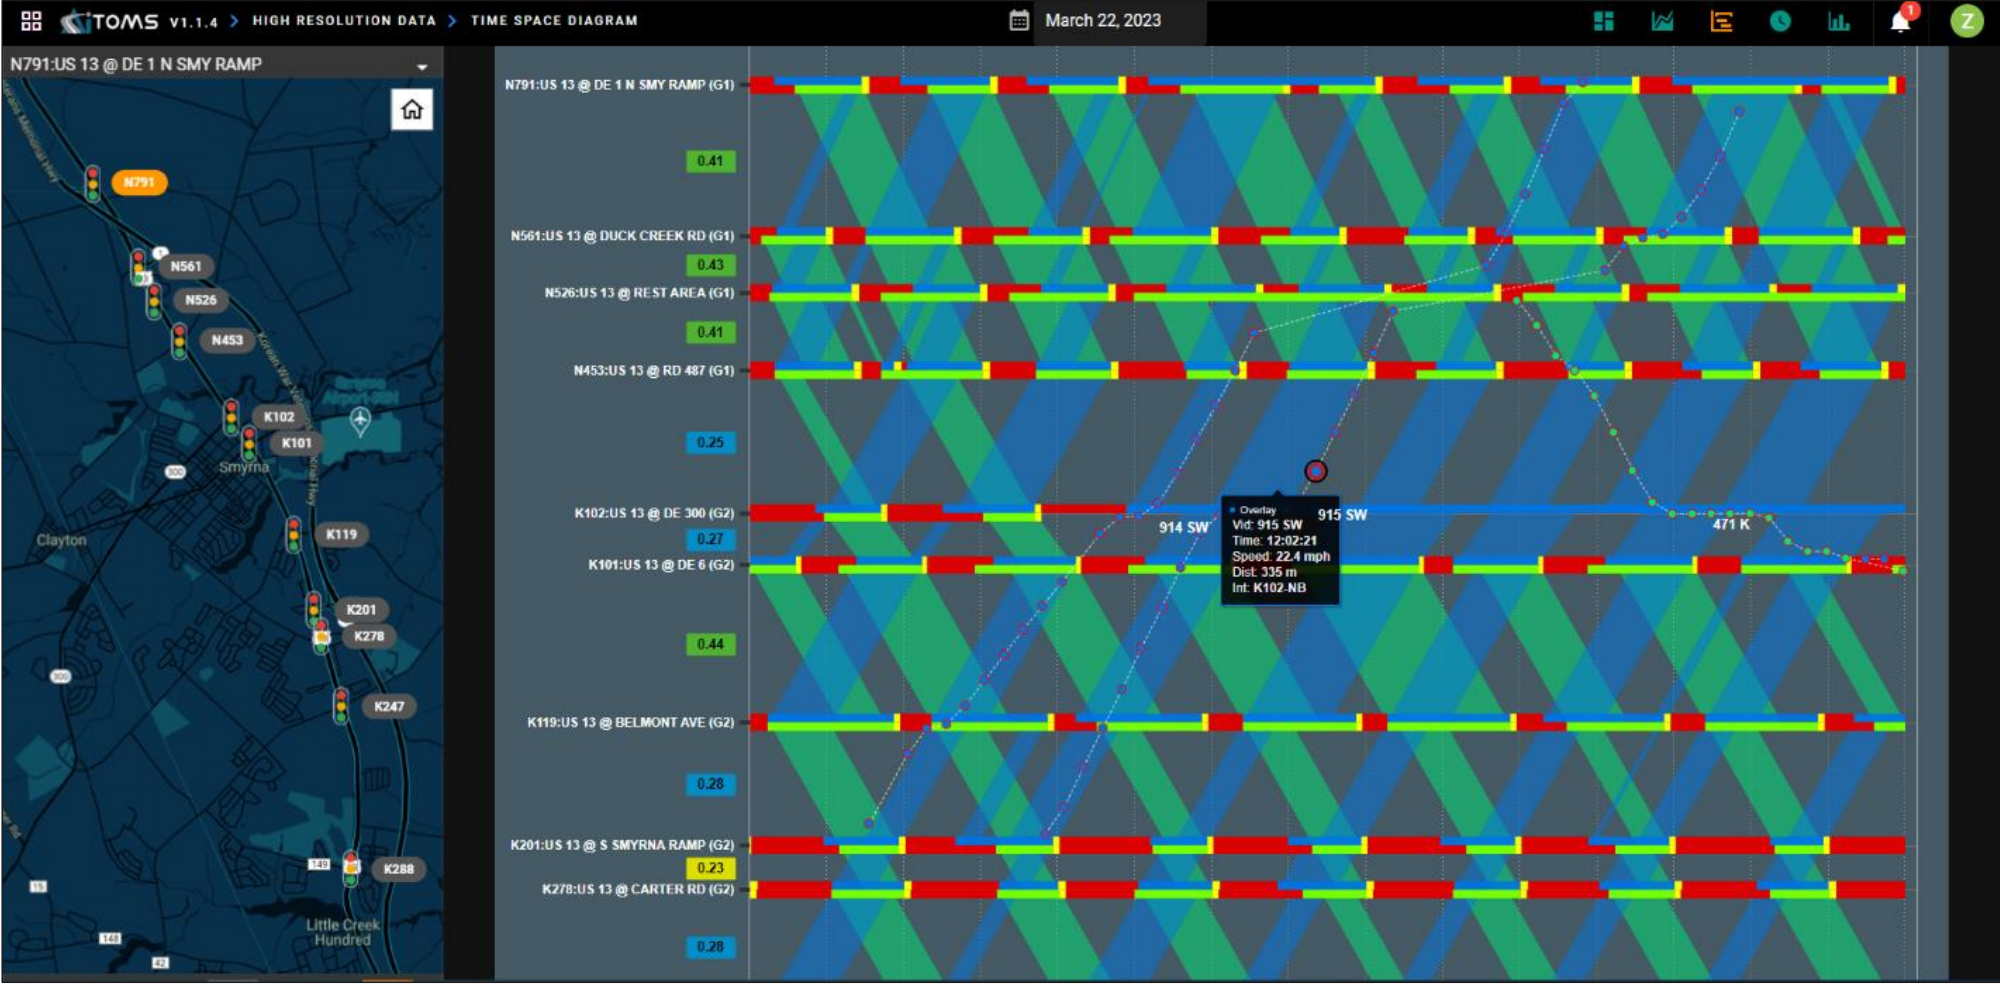 iTOMS V1.1.4 > HIGH RESOLUTION DATA > TIME SPACE DIAGRAM
March 22, 2023
1
Z
N791:US 13 @ DE 1 N SMY RAMP
N791
N561
N526
N453
K102
K101
Smyrna
300
Clayton
K119
K201
K278
300
K247
149
K288
15
Little Creek
Hundred
148
42
N791:US 13 @ DE 1 N SMY RAMP (G1)
0.41
N561:US 13 @ DUCK CREEK RD (G1)
0.43
N526:US 13 @ REST AREA (G1)
0.41
N453:US 13 @ RD 487 (G1)
0.25
K102:US 13 @ DE 300 (G2)
0.27
K101:US 13 @ DE 6 (G2)
0.44
K119:US 13 @ BELMONT AVE (G2)
0.28
K201:US 13 @ S SMYRNA RAMP (G2)
0.23
K278:US 13 @ CARTER RD (G2)
0.28
914 SW
915 SW
471 K
Overlay
Vid: 915 SW
Time: 12:02:21
Speed: 22.4 mph
Dist: 335 m
Int: K102-NB